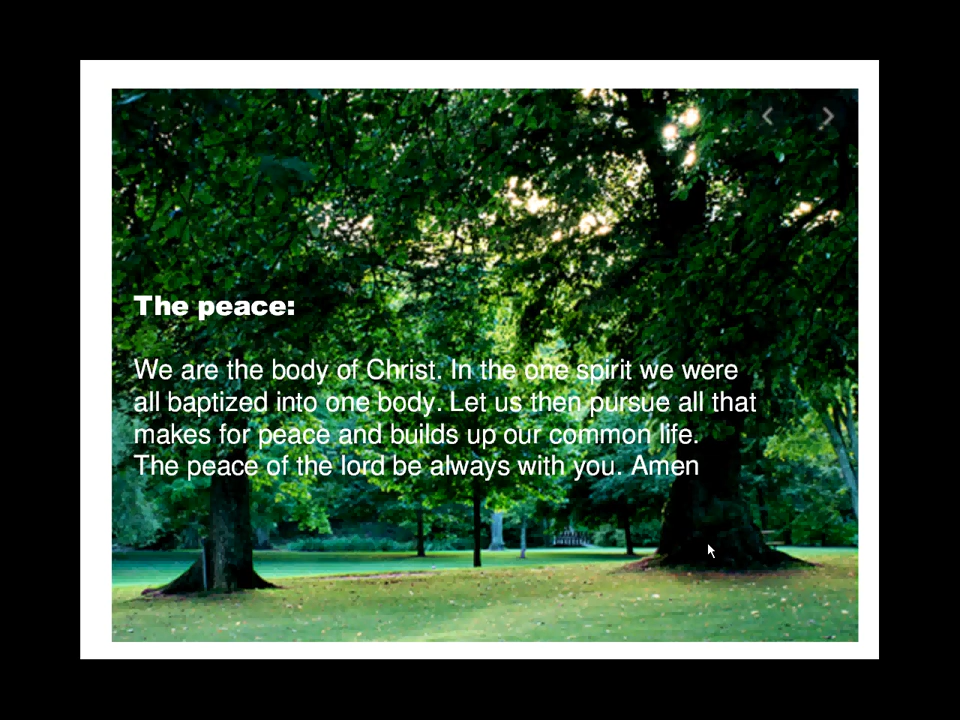 The peace:
We are the body of Christ. In the one spirit we were
all baptized into one body. Let us then pursue all that
makes for peace and builds up our common life.
The peace of the lord be always with you. Amen